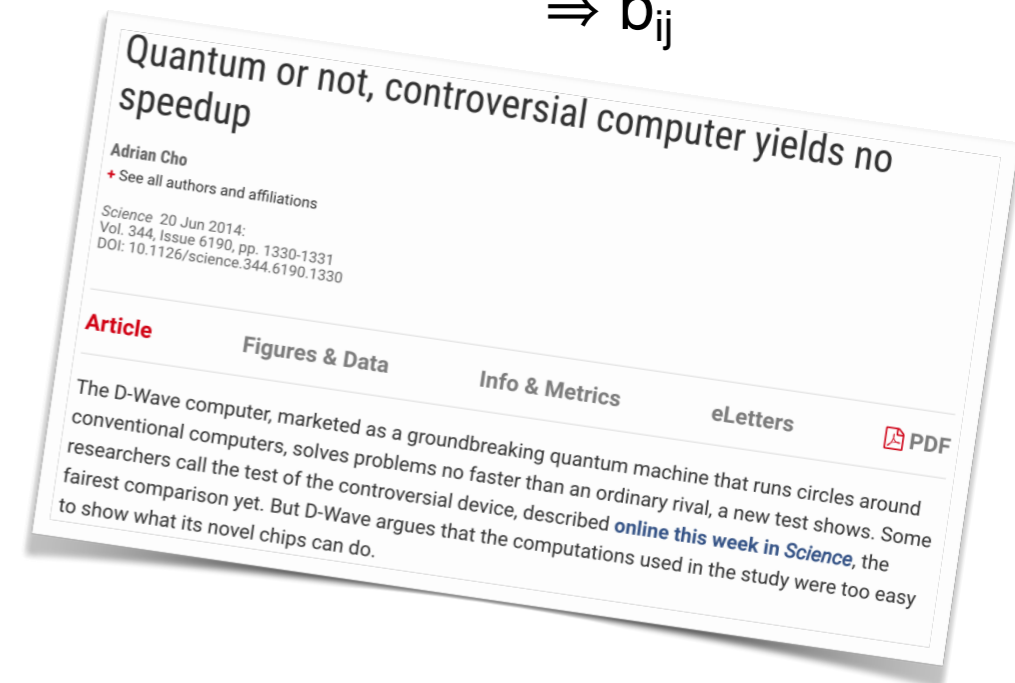 ⇒ bij
Quantum or not, controversial computer yields no
speedup
Adrian Cho
+ See all authors and affiliations
Science 20 Jun 2014:
Vol. 344, Issue 6190, pp. 1330-1331
DOI: 10.1126/science.344.6190.1330
Article Figures & Data Info & Metrics eLetters PDF
The D-Wave computer, marketed as a groundbreaking quantum machine that runs circles around
conventional computers, solves problems no faster than an ordinary rival, a new test shows. Some
researchers call the test of the controversial device, described online this week in Science, the
fairest comparison yet. But D-Wave argues that the computations used in the study were too easy
to show what its novel chips can do.